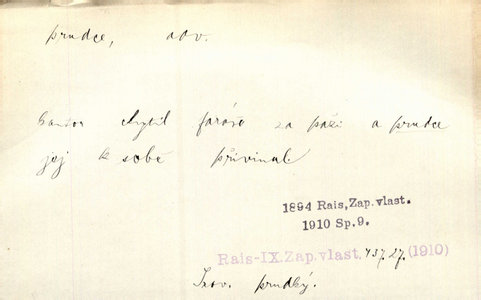 prudce, adv.
Kantor chytil faráře za paži a prudce
jej k sobě přivinul.
1894 Rais, Zap. vlast.
1910 Sp. 9.
Rais-IX. Zap. vlast, 437. 27. (1910)
Srov. prudký.